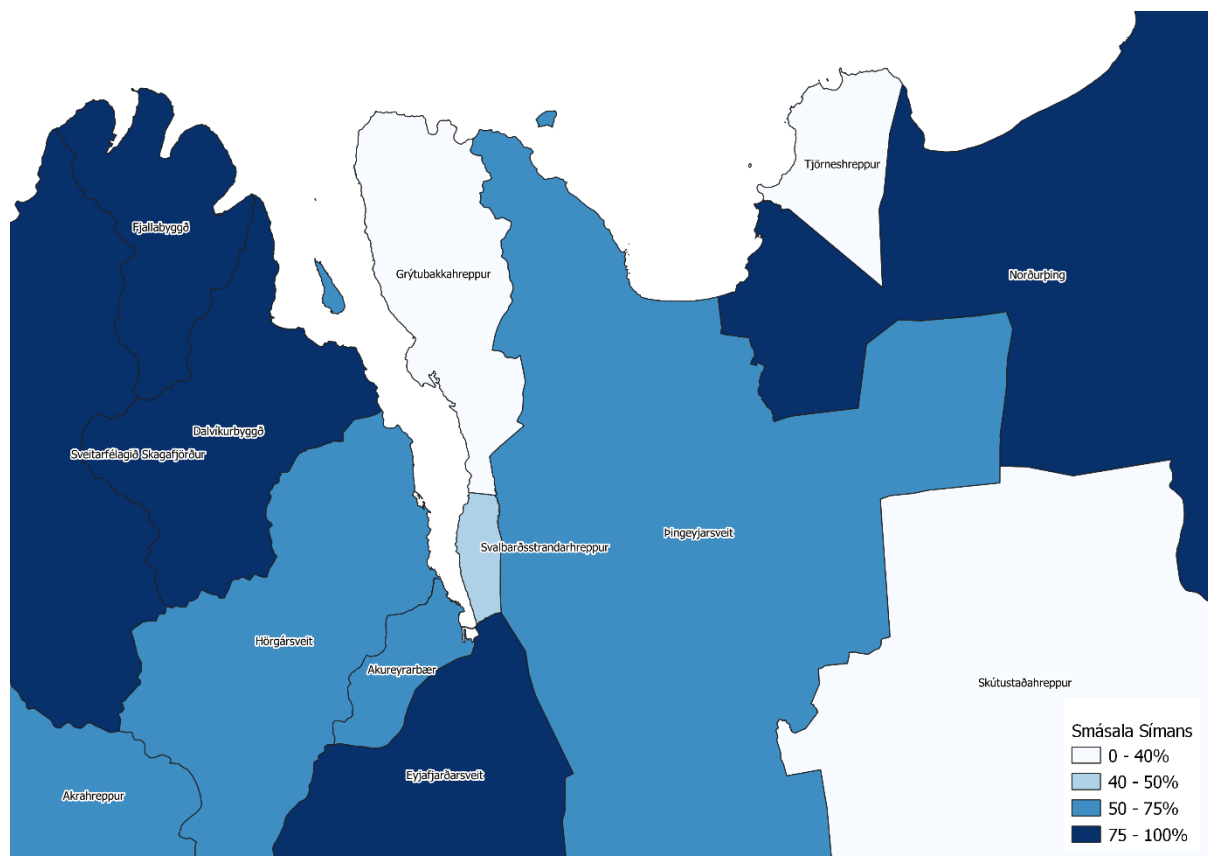 Tjörneshreppur
Fjallabyggð
Grýtubakkahreppur
Norðurþing
Dalvíkurbyggð
Sveitarfélagið Skagafjörður
Þingeyjarsveit
Svalbarðsstrandarhreppur
Hörgársveit
Akureyrarbær
Skútustaðahreppur
Eyjafjarðarsveit
Akrahreppur
Smásala Símans
0 - 40%
40 - 50%
50 - 75%
75 - 100%